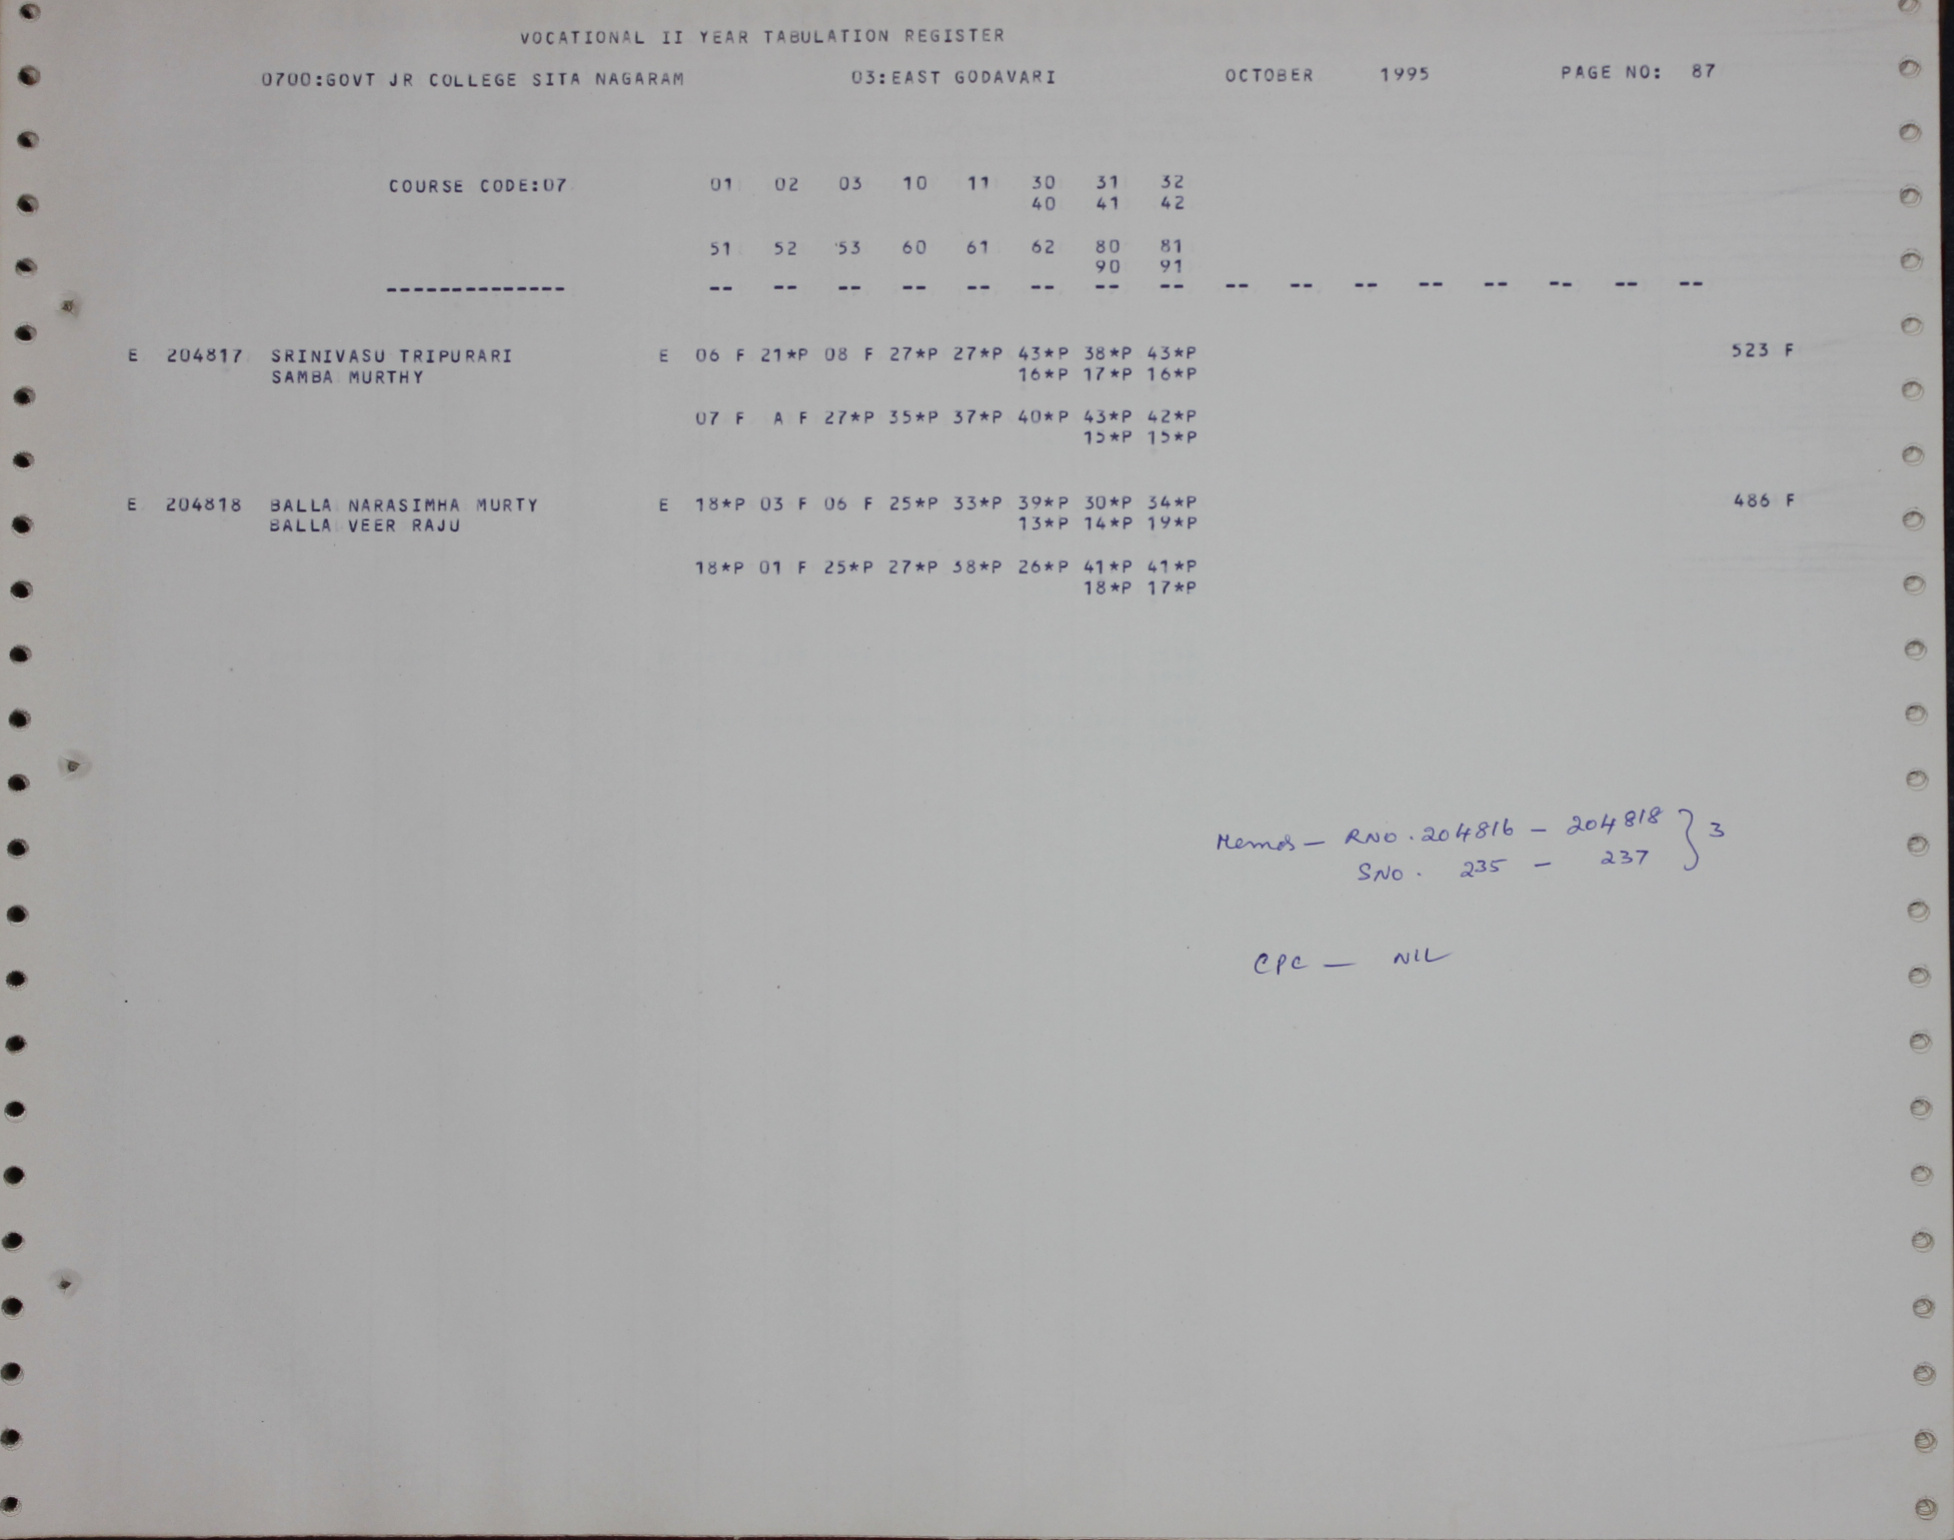 VOCATIONAL II YEAR TABULATION REGISTER
0700:GOVT JR COLLEGE SITA NAGARAM 03:EAST GODAVARI OCTOBER 1995 PAGE NO: 87
COURSE CODE:07 01 02 03 10 11 30 31 32
40 41 42
51 52 53 60 61 62 80 81
90 91
-------------- -- -- -- -- -- -- -- -- -- -- -- -- -- -- -- --
E 204817 SRINIVASU TRIPURARI E 06 F 21*P 08 F 27*P 27*P 43*P 38*P 43*P 523 F
SAMBA MURTHY 16*P 17*P 16*P
07 F A F 27*P 35*P 37*P 40*P 43*P 42*P
15*P 15*P
E 204818 BALLA NARASIMHA MURTY E 18*P 03 F 06 F 25*P 33*P 39*P 30*P 34*P 486 F
BALLA VEER RAJU 13*P 14*P 19*P
18*P 01 F 25*P 27*P 38*P 26*P 41*P 41*P
18*P 17*P
Memos — RNO. 204816 — 204818 } 3
SNO. 235 — 237
CPC — NIL